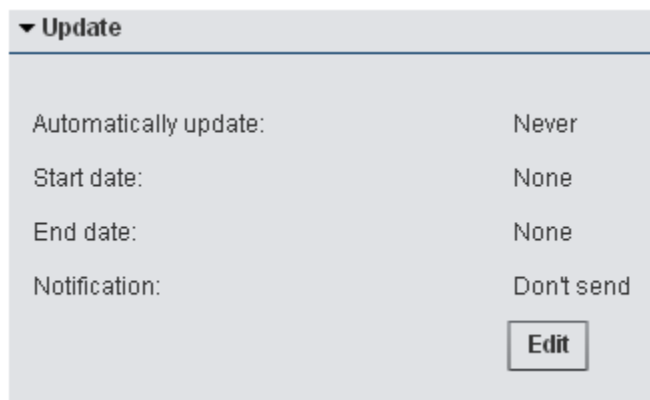 Update
Automatically update: Never
Start date: None
End date: None
Notification: Don't send
Edit